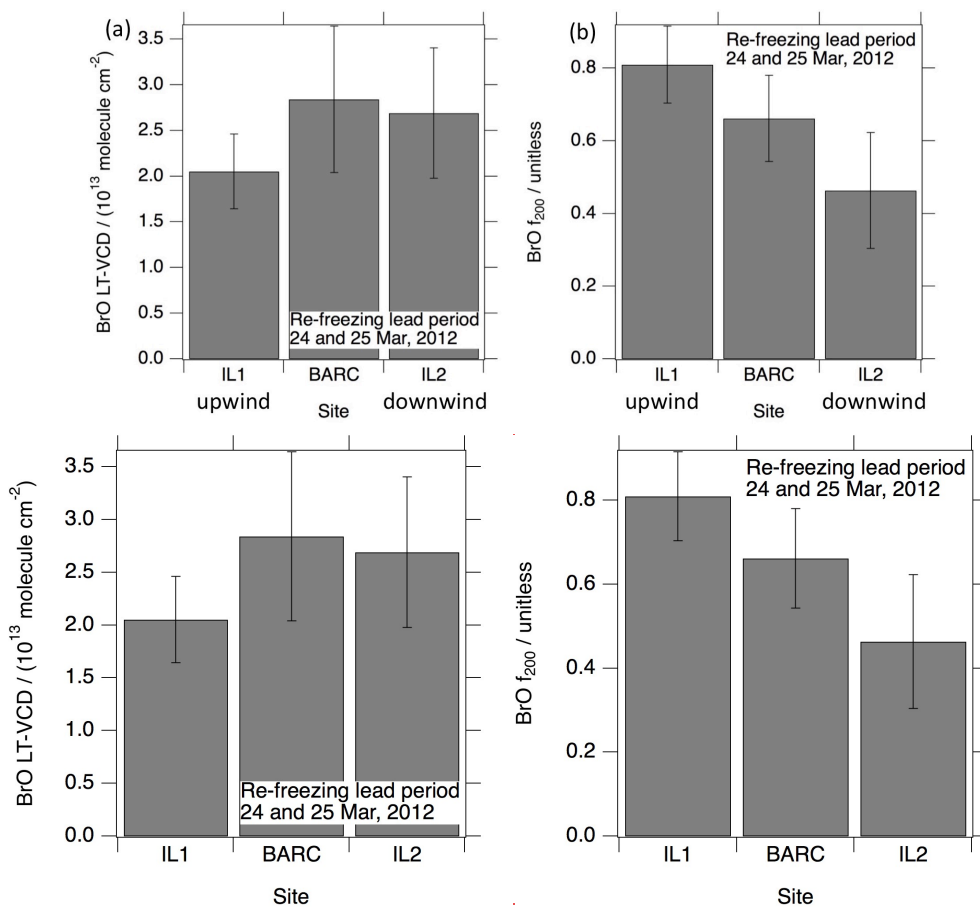 (a)
BrO LT-VCD / (10¹³ molecule cm⁻²)
3.5
3.0
2.5
2.0
1.5
1.0
0.5
0.0
Re-freezing lead period
24 and 25 Mar, 2012
IL1 BARC IL2
upwind Site downwind
(b)
BrO f₂₀₀ / unitless
0.8
0.6
0.4
0.2
0.0
Re-freezing lead period
24 and 25 Mar, 2012
IL1 BARC IL2
upwind Site downwind
BrO LT-VCD / (10¹³ molecule cm⁻²)
3.5
3.0
2.5
2.0
1.5
1.0
0.5
0.0
Re-freezing lead period
24 and 25 Mar, 2012
IL1 BARC IL2
Site
BrO f₂₀₀ / unitless
0.8
0.6
0.4
0.2
0.0
Re-freezing lead period
24 and 25 Mar, 2012
IL1 BARC IL2
Site